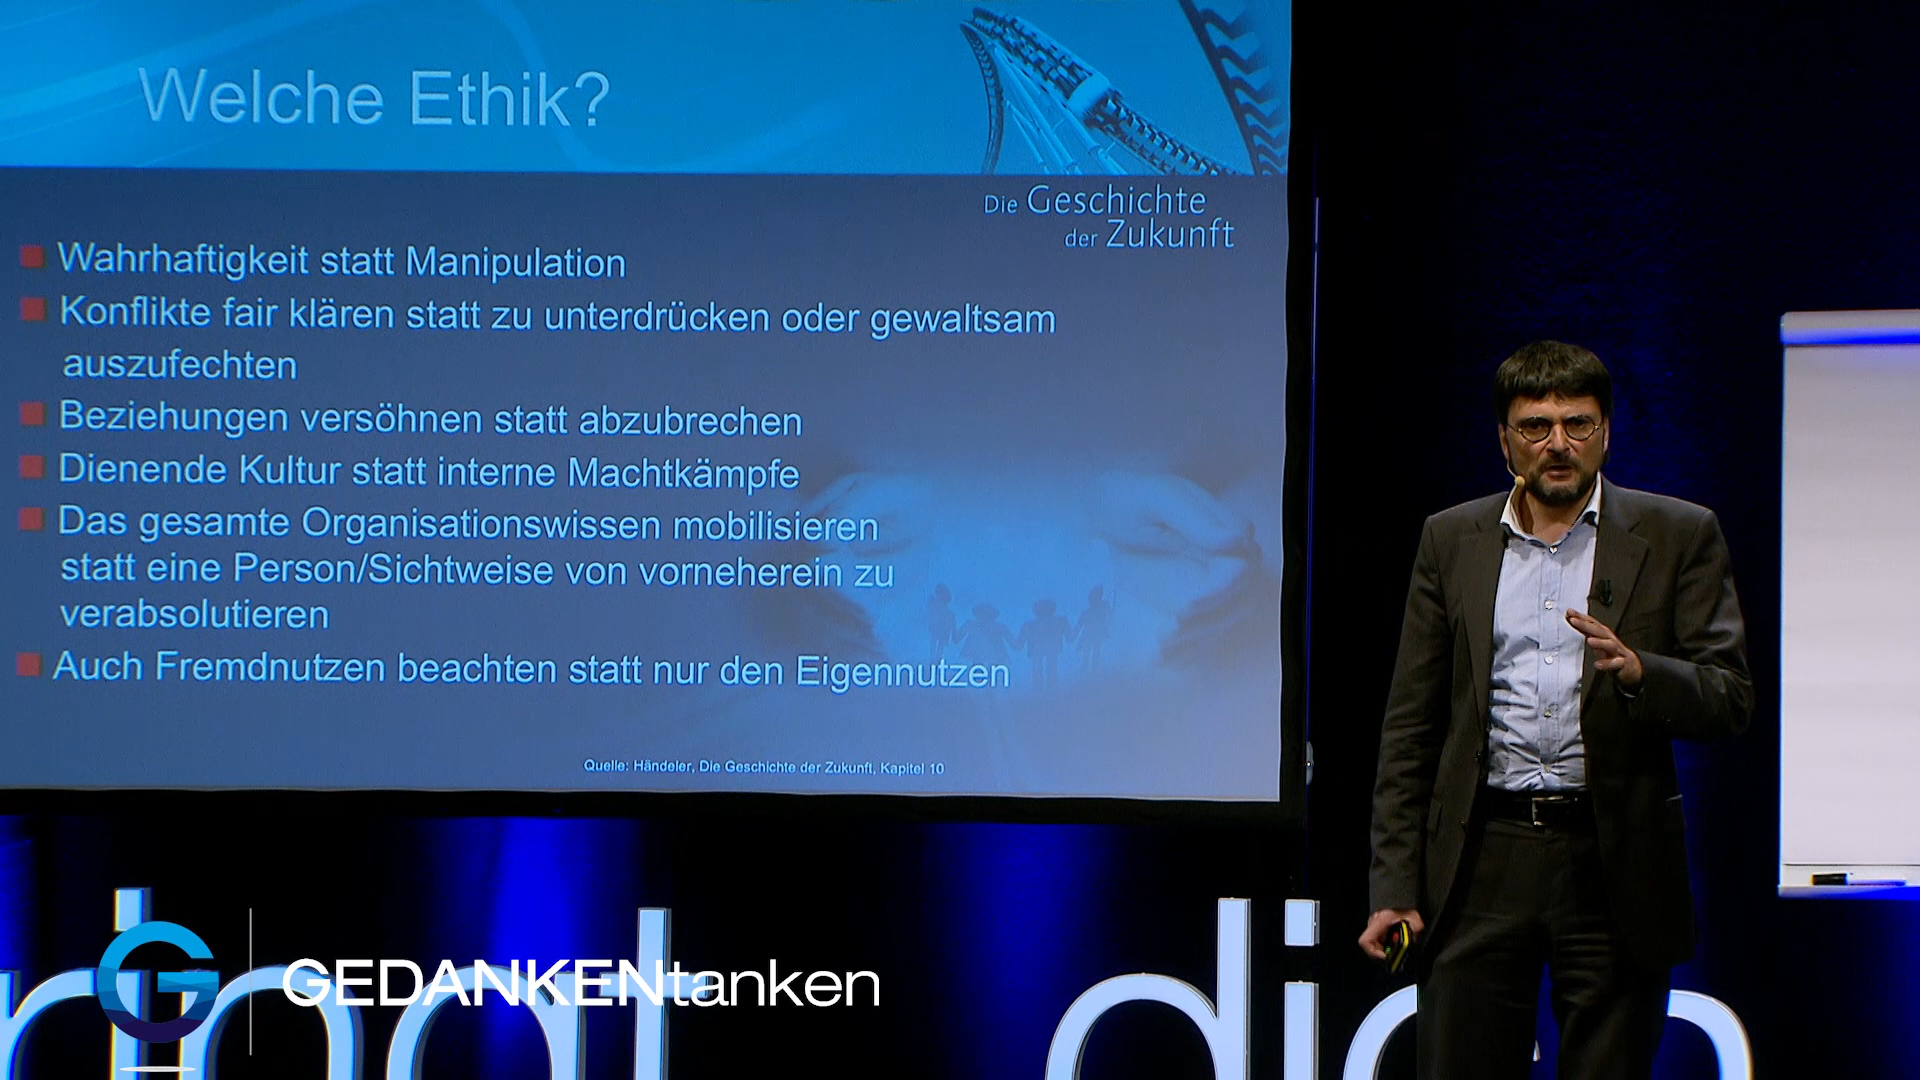 Welche Ethik?
Die Geschichte
der Zukunft
Wahrhaftigkeit statt Manipulation
Konflikte fair klären statt zu unterdrücken oder gewaltsam
auszufechten
Beziehungen versöhnen statt abzubrechen
Dienende Kultur statt interne Machtkämpfe
Das gesamte Organisationswissen mobilisieren
statt eine Person/Sichtweise von vorneherein zu
verabsolutieren
Auch Fremdnutzen beachten statt nur den Eigennutzen
Quelle: Händeler, Die Geschichte der Zukunft, Kapitel 10
G GEDANKENtanken